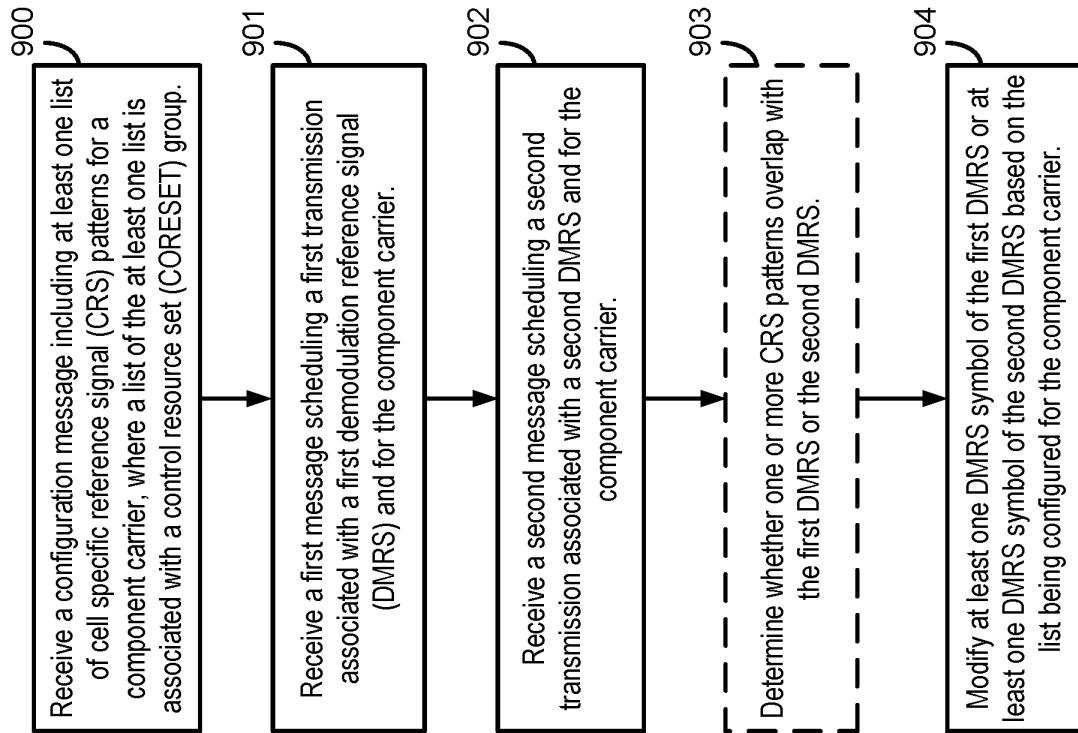 900
Receive a configuration message including at least one list
of cell specific reference signal (CRS) patterns for a
component carrier, where a list of the at least one list is
associated with a control resource set (CORESET) group.
901
Receive a first message scheduling a first transmission
associated with a first demodulation reference signal
(DMRS) and for the component carrier.
902
Receive a second message scheduling a second
transmission associated with a second DMRS and for the
component carrier.
903
Determine whether one or more CRS patterns overlap with
the first DMRS or the second DMRS.
904
Modify at least one DMRS symbol of the first DMRS or at
least one DMRS symbol of the second DMRS based on the
list being configured for the component carrier.